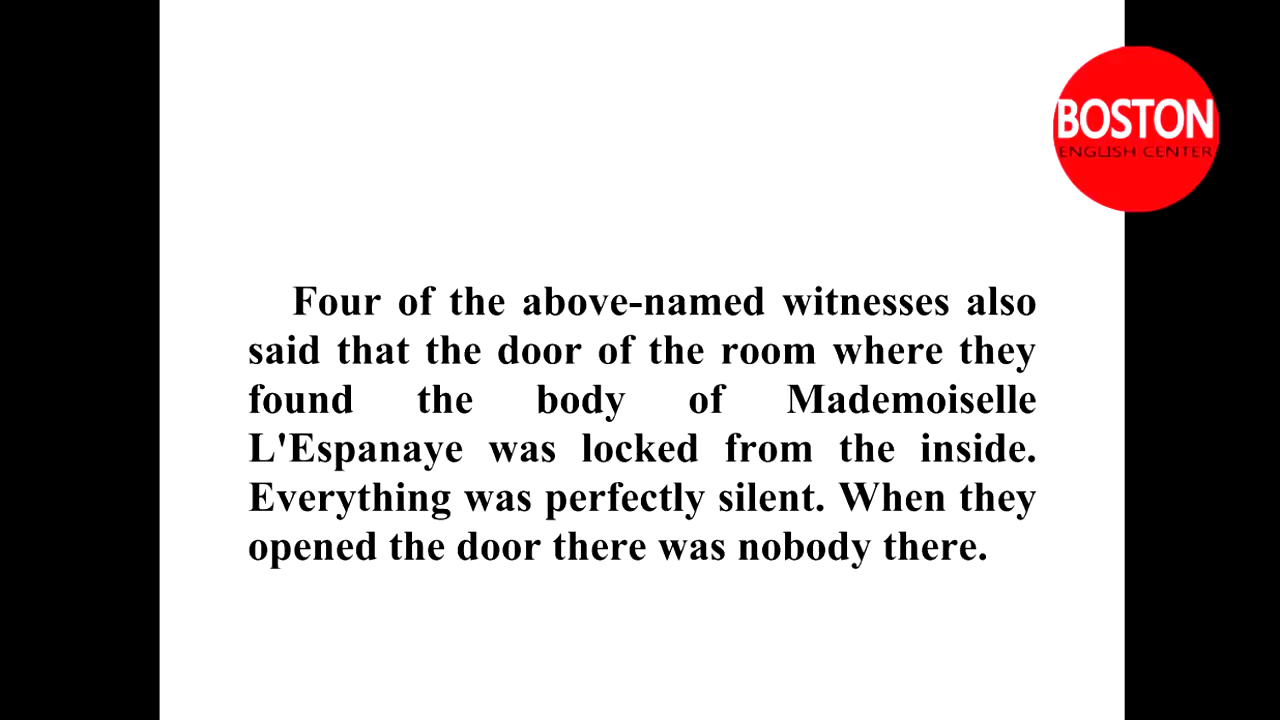 BOSTON
ENGLISH CENTER
Four of the above-named witnesses also
said that the door of the room where they
found the body of Mademoiselle
L'Espanaye was locked from the inside.
Everything was perfectly silent. When they
opened the door there was nobody there.